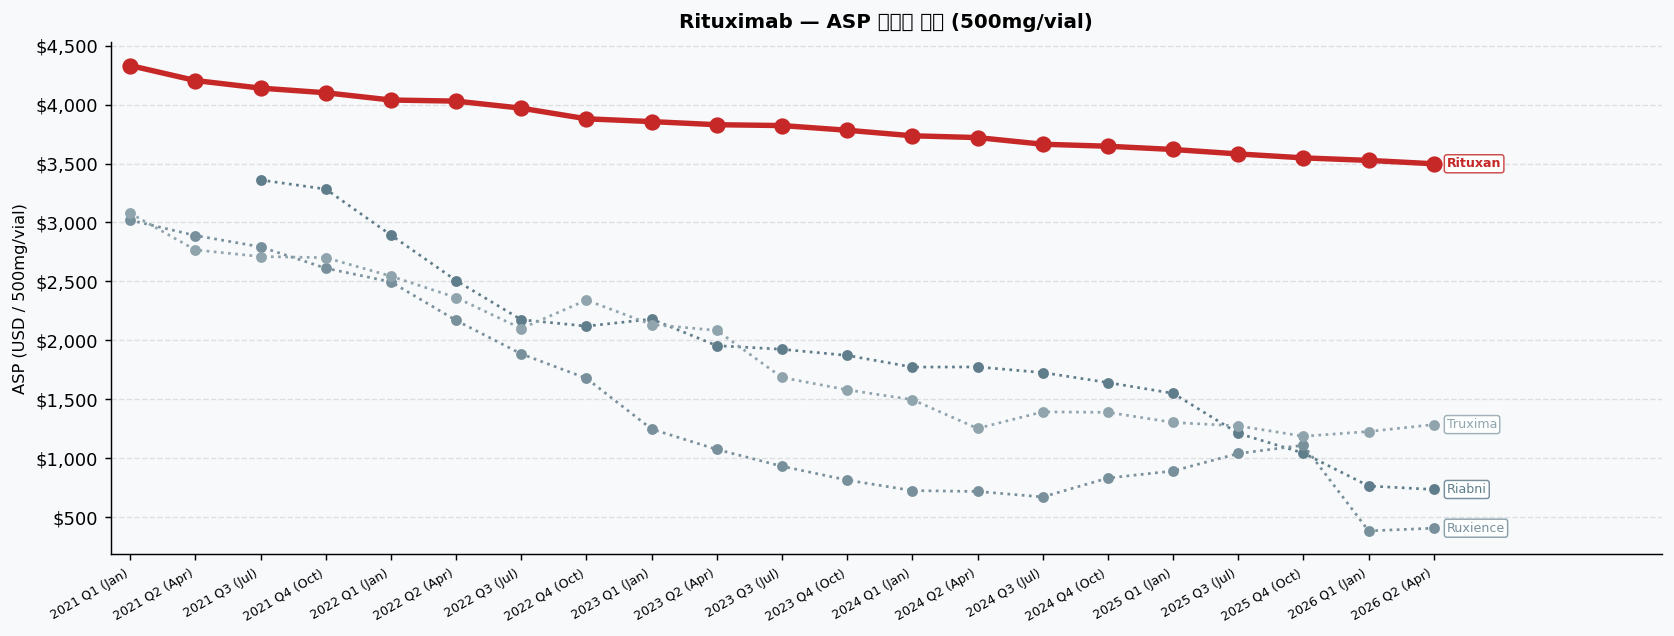 Rituximab — ASP (500mg/vial)
ASP (USD / 500mg/vial)
$4,500
$4,000
$3,500
$3,000
$2,500
$2,000
$1,500
$1,000
$500
Rituxan
Truxima
Riabni
Ruxience
2021 Q1 (Jan)
2021 Q2 (Apr)
2021 Q3 (Jul)
2021 Q4 (Oct)
2022 Q1 (Jan)
2022 Q2 (Apr)
2022 Q3 (Jul)
2022 Q4 (Oct)
2023 Q1 (Jan)
2023 Q2 (Apr)
2023 Q3 (Jul)
2023 Q4 (Oct)
2024 Q1 (Jan)
2024 Q2 (Apr)
2024 Q3 (Jul)
2024 Q4 (Oct)
2025 Q1 (Jan)
2025 Q3 (Jul)
2025 Q4 (Oct)
2026 Q1 (Jan)
2026 Q2 (Apr)